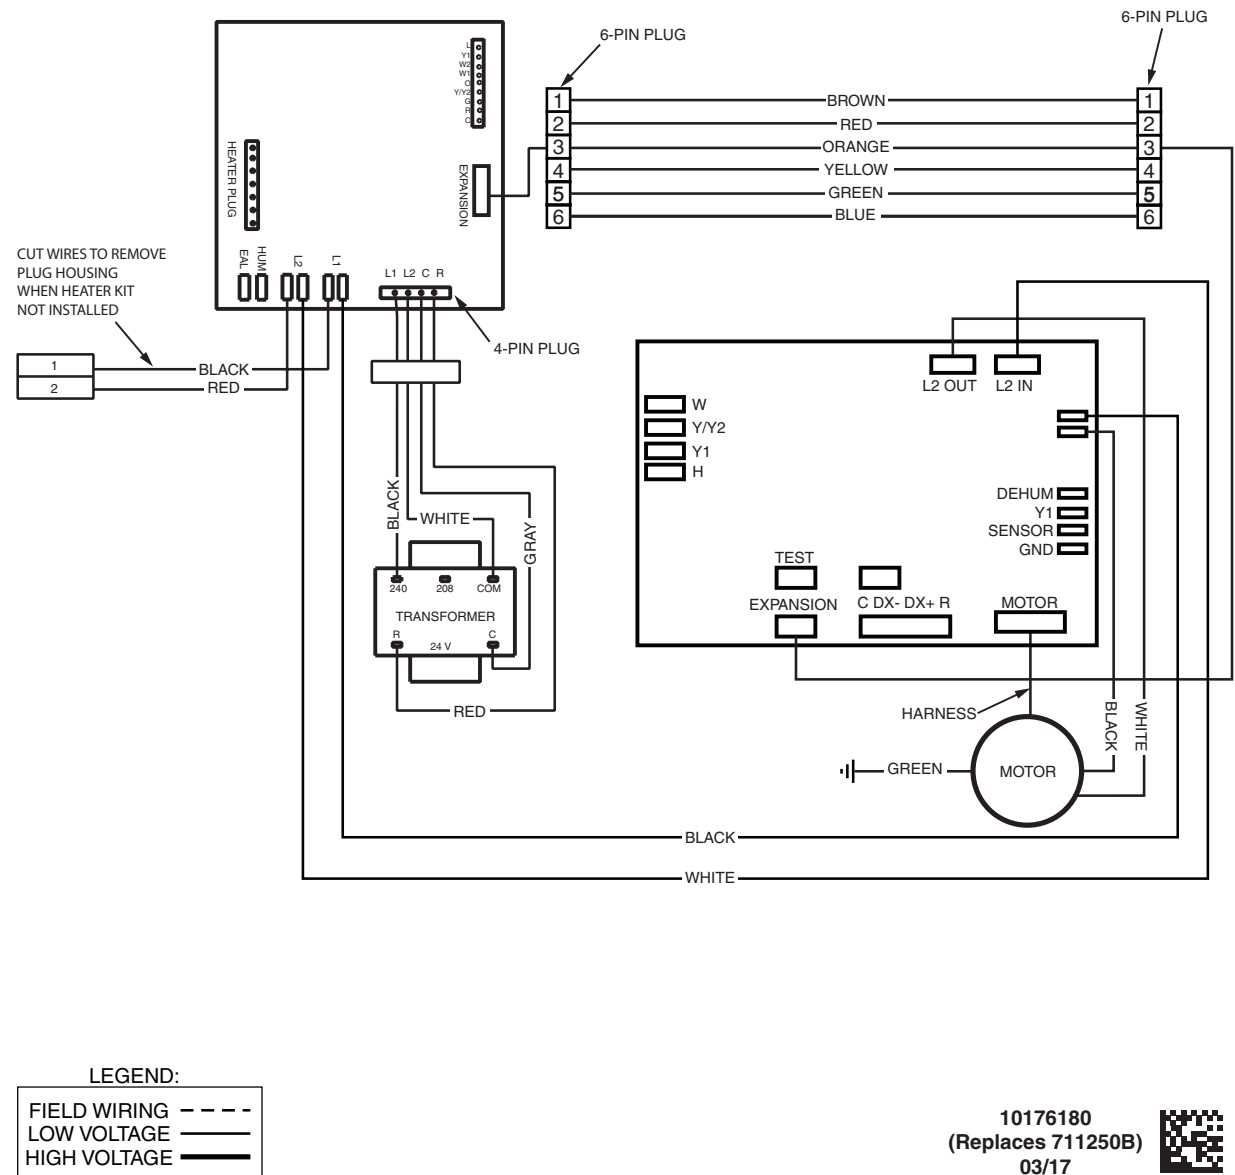 6-PIN PLUG
6-PIN PLUG
L
Y1
W2
W1
O
Y/Y2
G
R
C
HEATER PLUG
EXPANSION
1
2
3
4
5
6
BROWN
RED
ORANGE
YELLOW
GREEN
BLUE
1
2
3
4
5
6
EAL
HUM
L2
L1
L1 L2 C R
4-PIN PLUG
CUT WIRES TO REMOVE
PLUG HOUSING
WHEN HEATER KIT
NOT INSTALLED
1
2
BLACK
RED
BLACK
WHITE
GRAY
240
208
COM
TRANSFORMER
R
24 V
C
RED
L2 OUT
L2 IN
W
Y/Y2
Y1
H
DEHUM
Y1
SENSOR
GND
TEST
EXPANSION
C DX- DX+ R
MOTOR
HARNESS
BLACK
WHITE
GREEN
MOTOR
BLACK
WHITE
LEGEND:
FIELD WIRING
LOW VOLTAGE
HIGH VOLTAGE
10176180
(Replaces 711250B)
03/17